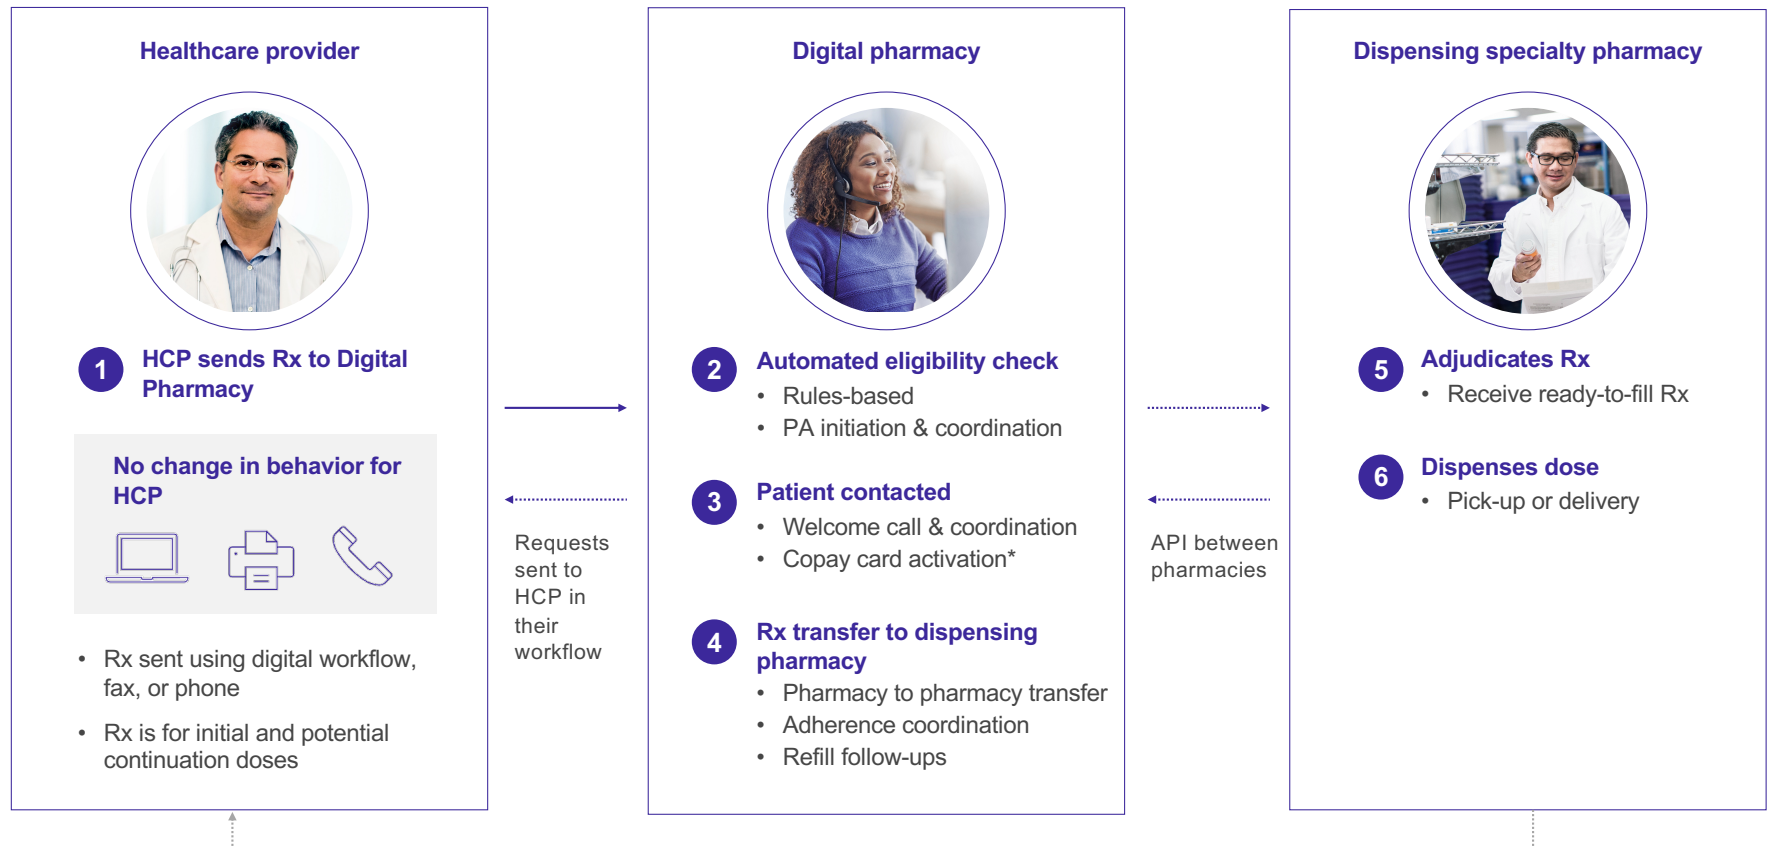 Healthcare provider
1
HCP sends Rx to Digital
Pharmacy
No change in behavior for
HCP
• Rx sent using digital workflow,
fax, or phone
• Rx is for initial and potential
continuation doses
Requests
sent to
HCP in
their
workflow
Digital pharmacy
2
Automated eligibility check
• Rules-based
• PA initiation & coordination
3
Patient contacted
• Welcome call & coordination
• Copay card activation*
4
Rx transfer to dispensing
pharmacy
• Pharmacy to pharmacy transfer
• Adherence coordination
• Refill follow-ups
API between
pharmacies
Dispensing specialty pharmacy
5
Adjudicates Rx
• Receive ready-to-fill Rx
6
Dispenses dose
• Pick-up or delivery